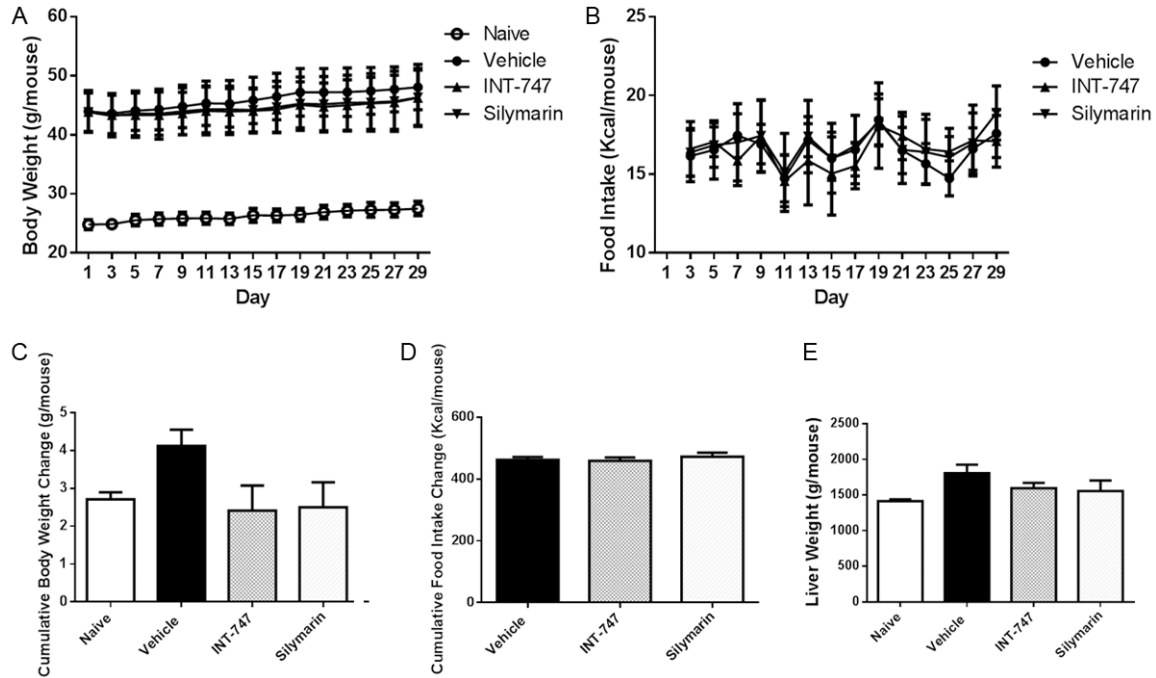 A
60
50
40
30
20
Body Weight (g/mouse)
1 3 5 7 9 11 13 15 17 19 21 23 25 27 29
Day
Naive
Vehicle
INT-747
Silymarin
B
25
20
15
10
Food Intake (Kcal/mouse)
1 3 5 7 9 11 13 15 17 19 21 23 25 27 29
Day
Vehicle
INT-747
Silymarin
C
Cumulative Body Weight Change (g/mouse)
5
4
3
2
1
0
Naive
Vehicle
INT-747
Silymarin
D
Cumulative Food Intake Change (Kcal/mouse)
600
400
200
0
Vehicle
INT-747
Silymarin
E
Liver Weight (g/mouse)
2500
2000
1500
1000
500
0
Naive
Vehicle
INT-747
Silymarin